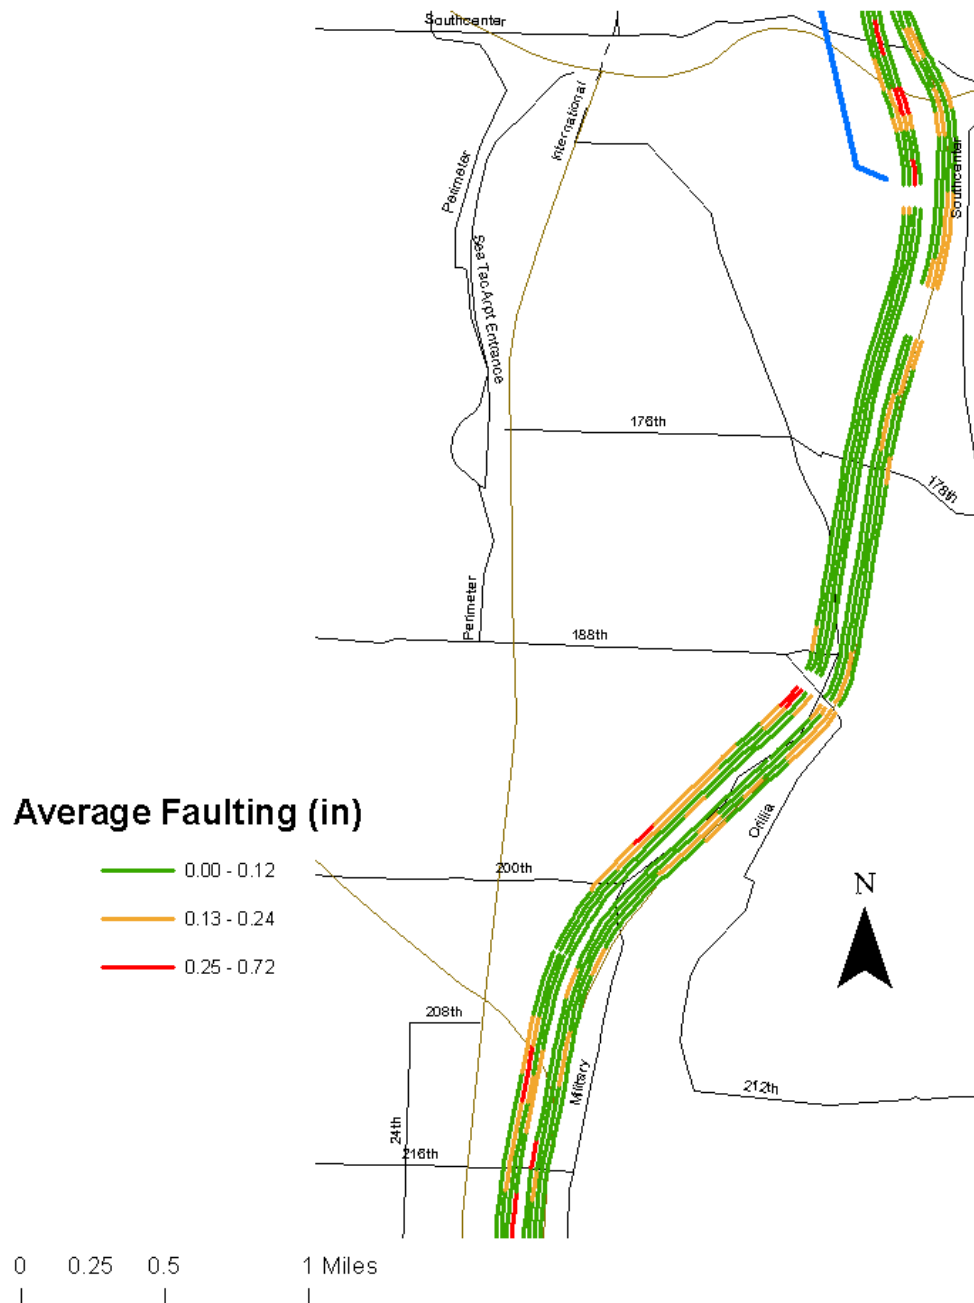 Southcenter
International
Perimeter
Southcenter
Sea Tac Arpt Entrance
176th
178th
Perimeter
188th
Average Faulting (in)
Orillia
0.00 - 0.12
200th
N
0.13 - 0.24
0.25 - 0.72
208th
Military
212th
24th
216th
0 0.25 0.5 1 Miles